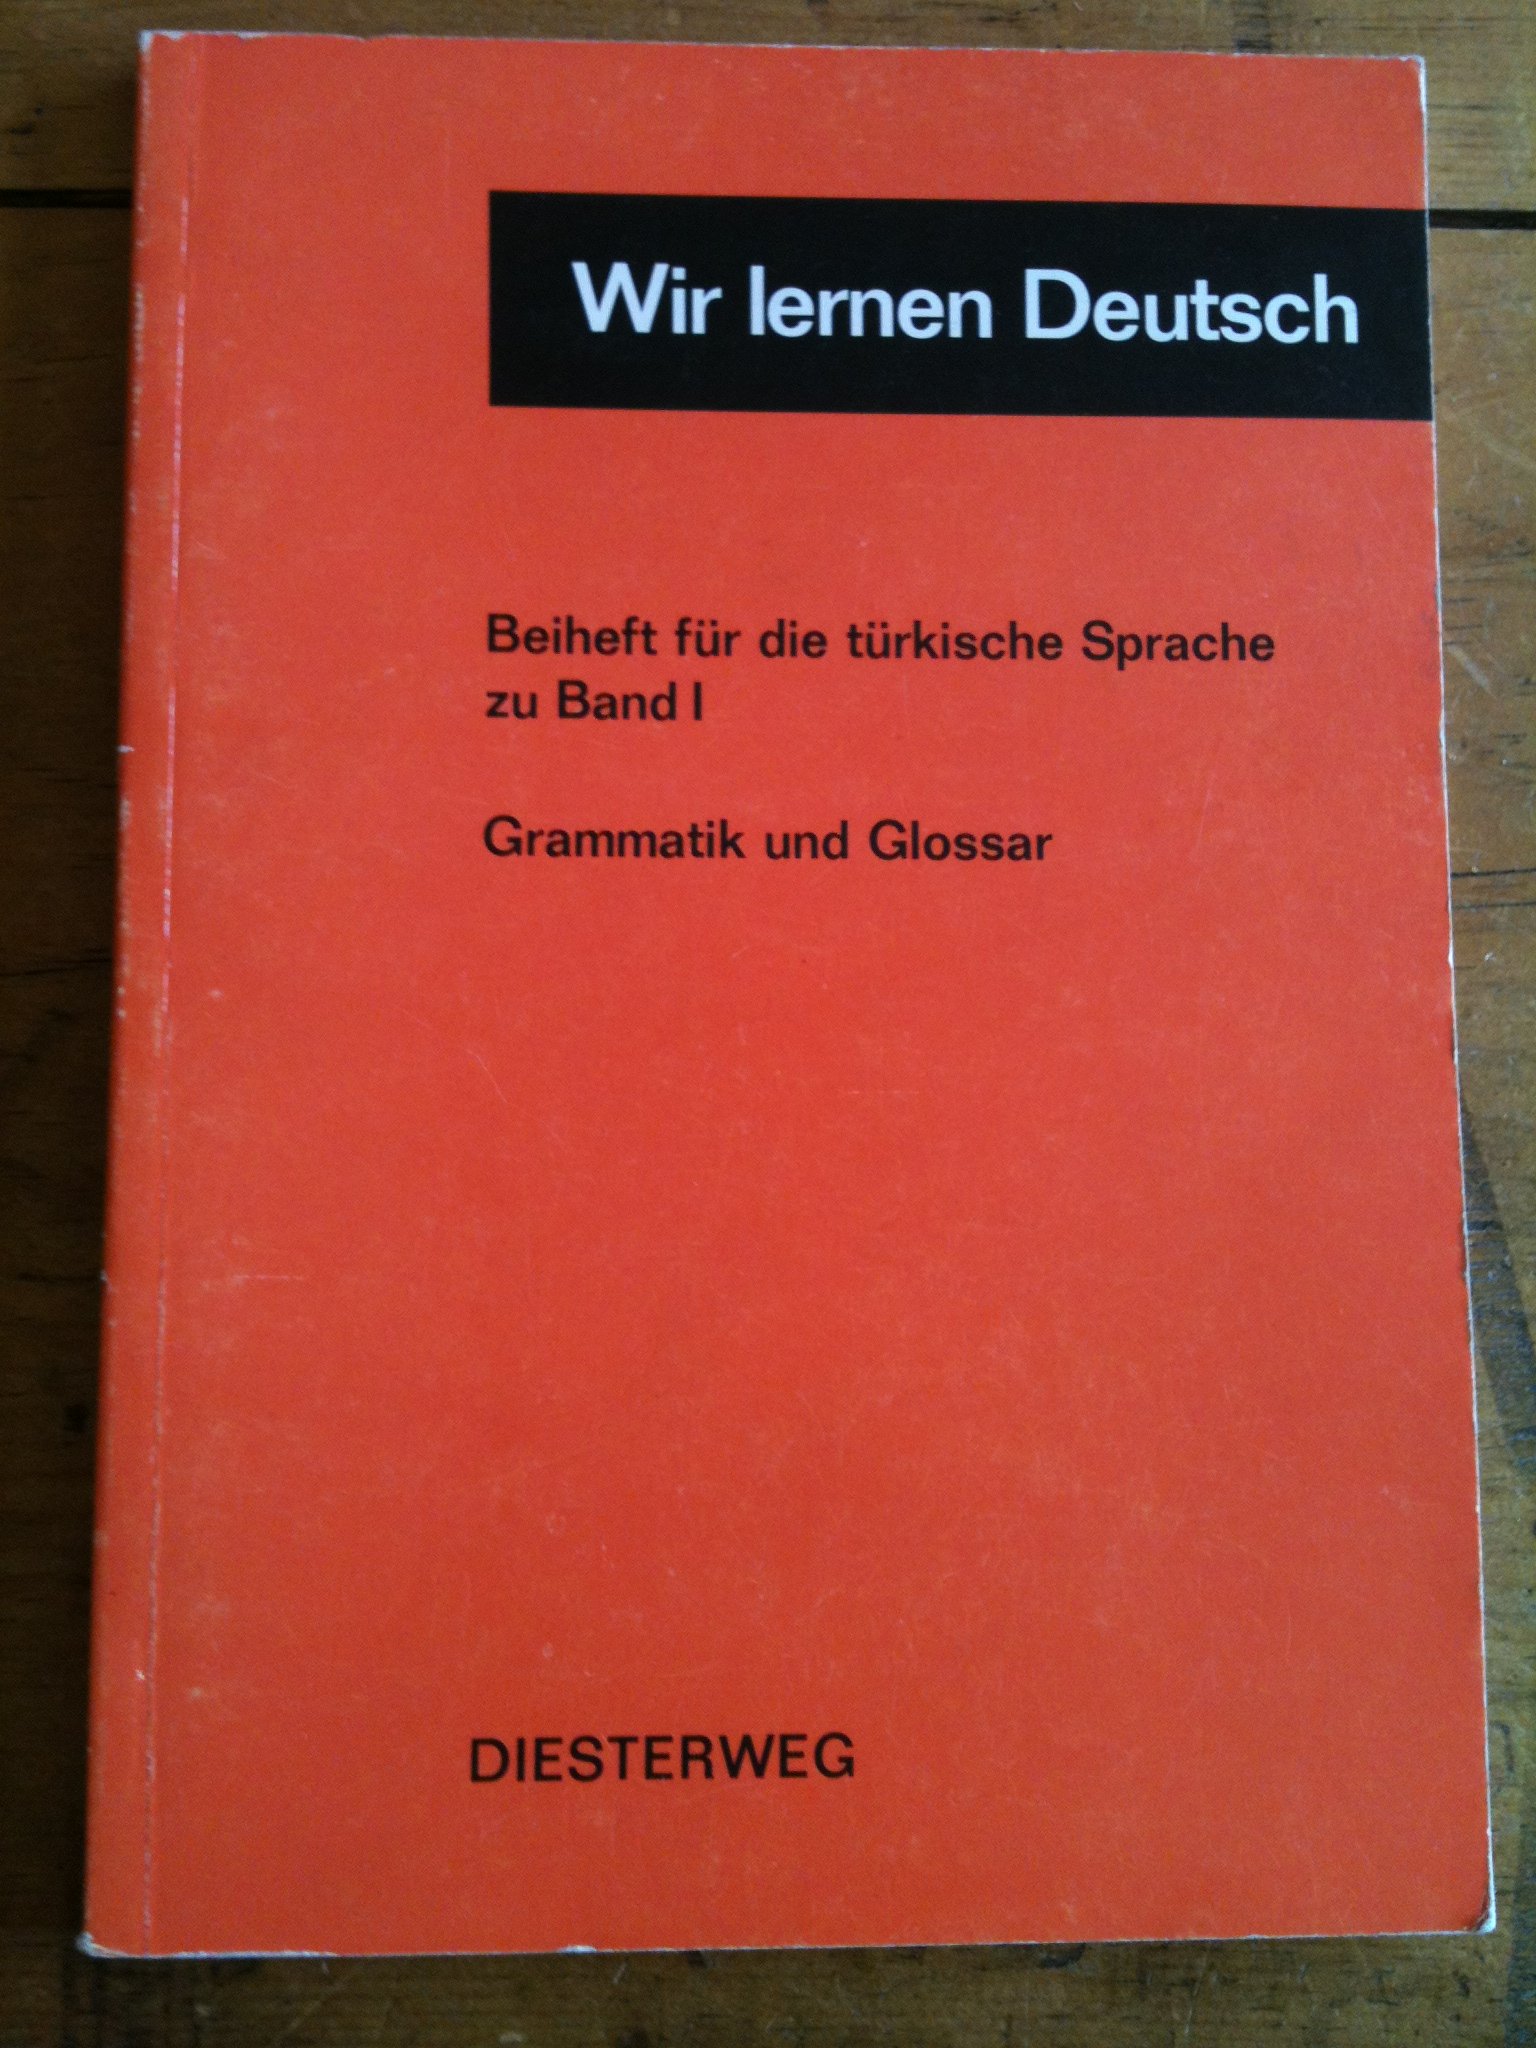 Wir lernen Deutsch
Beiheft für die türkische Sprache
zu Band I
Grammatik und Glossar
DIESTERWEG